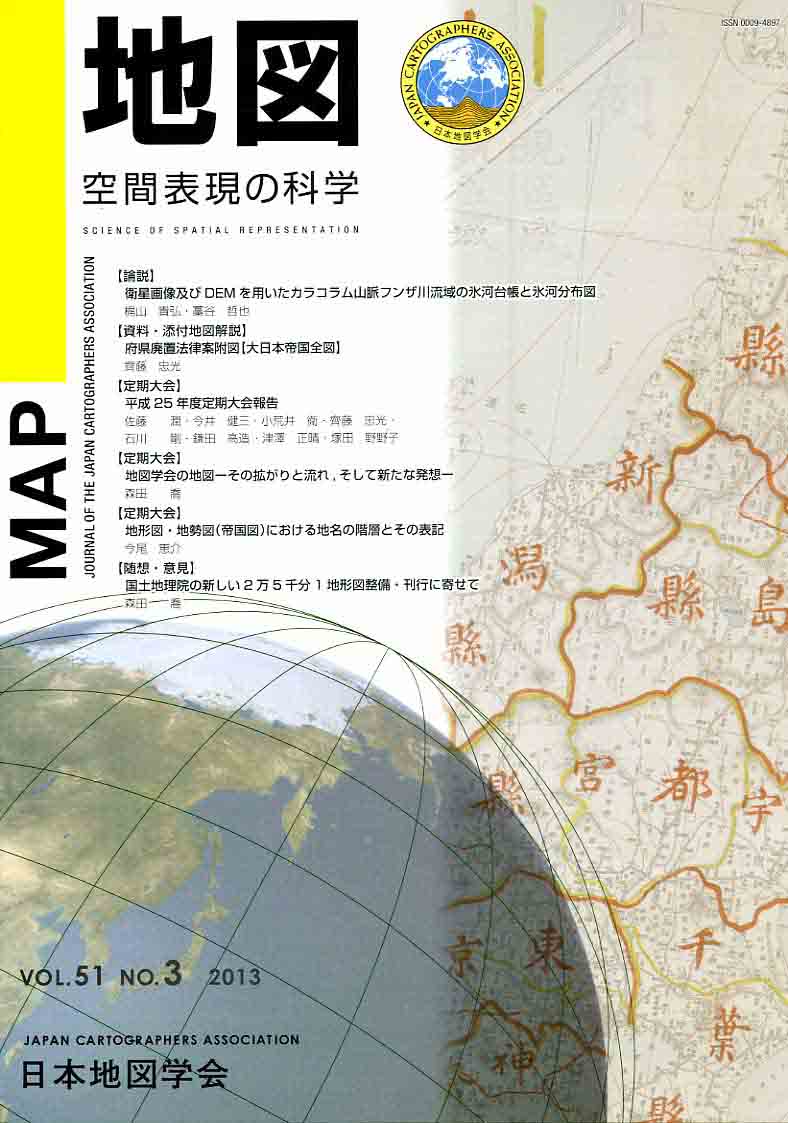 ISSN 0009-4897
地図
JAPAN CARTOGRAPHERS ASSOCIATION
★ 日本地図学会 ★
空間表現の科学
SCIENCE OF SPATIAL REPRESENTATION
MAP
JOURNAL OF THE JAPAN CARTOGRAPHERS ASSOCIATION
【論説】
衛星画像及び DEM を用いたカラコラム山脈フンザ川流域の氷河台帳と氷河分布図
梶山 貴弘・藁谷 哲也
【資料・添付地図解説】
府県廃置法律案附図【大日本帝国全図】
齊藤 忠光
【定期大会】
平成 25 年度定期大会報告
佐藤 潤・今井 健三・小荒井 衛・齊藤 忠光・
石川 剛・鎌田 高造・津澤 正晴・塚田 野野子
【定期大会】
地図学会の地図ーその拡がりと流れ,そして新たな発想ー
森田 喬
【定期大会】
地形図・地勢図(帝国図)における地名の階層とその表記
今尾 恵介
【随想・意見】
国土地理院の新しい 2 万 5 千分 1 地形図整備・刊行に寄せて
森田 喬
縣
新
潟
縣
島
縣
宇
都
宮
縣
東
京
千
葉
神
縣
VOL.51 NO.3 2013
JAPAN CARTOGRAPHERS ASSOCIATION
日本地図学会